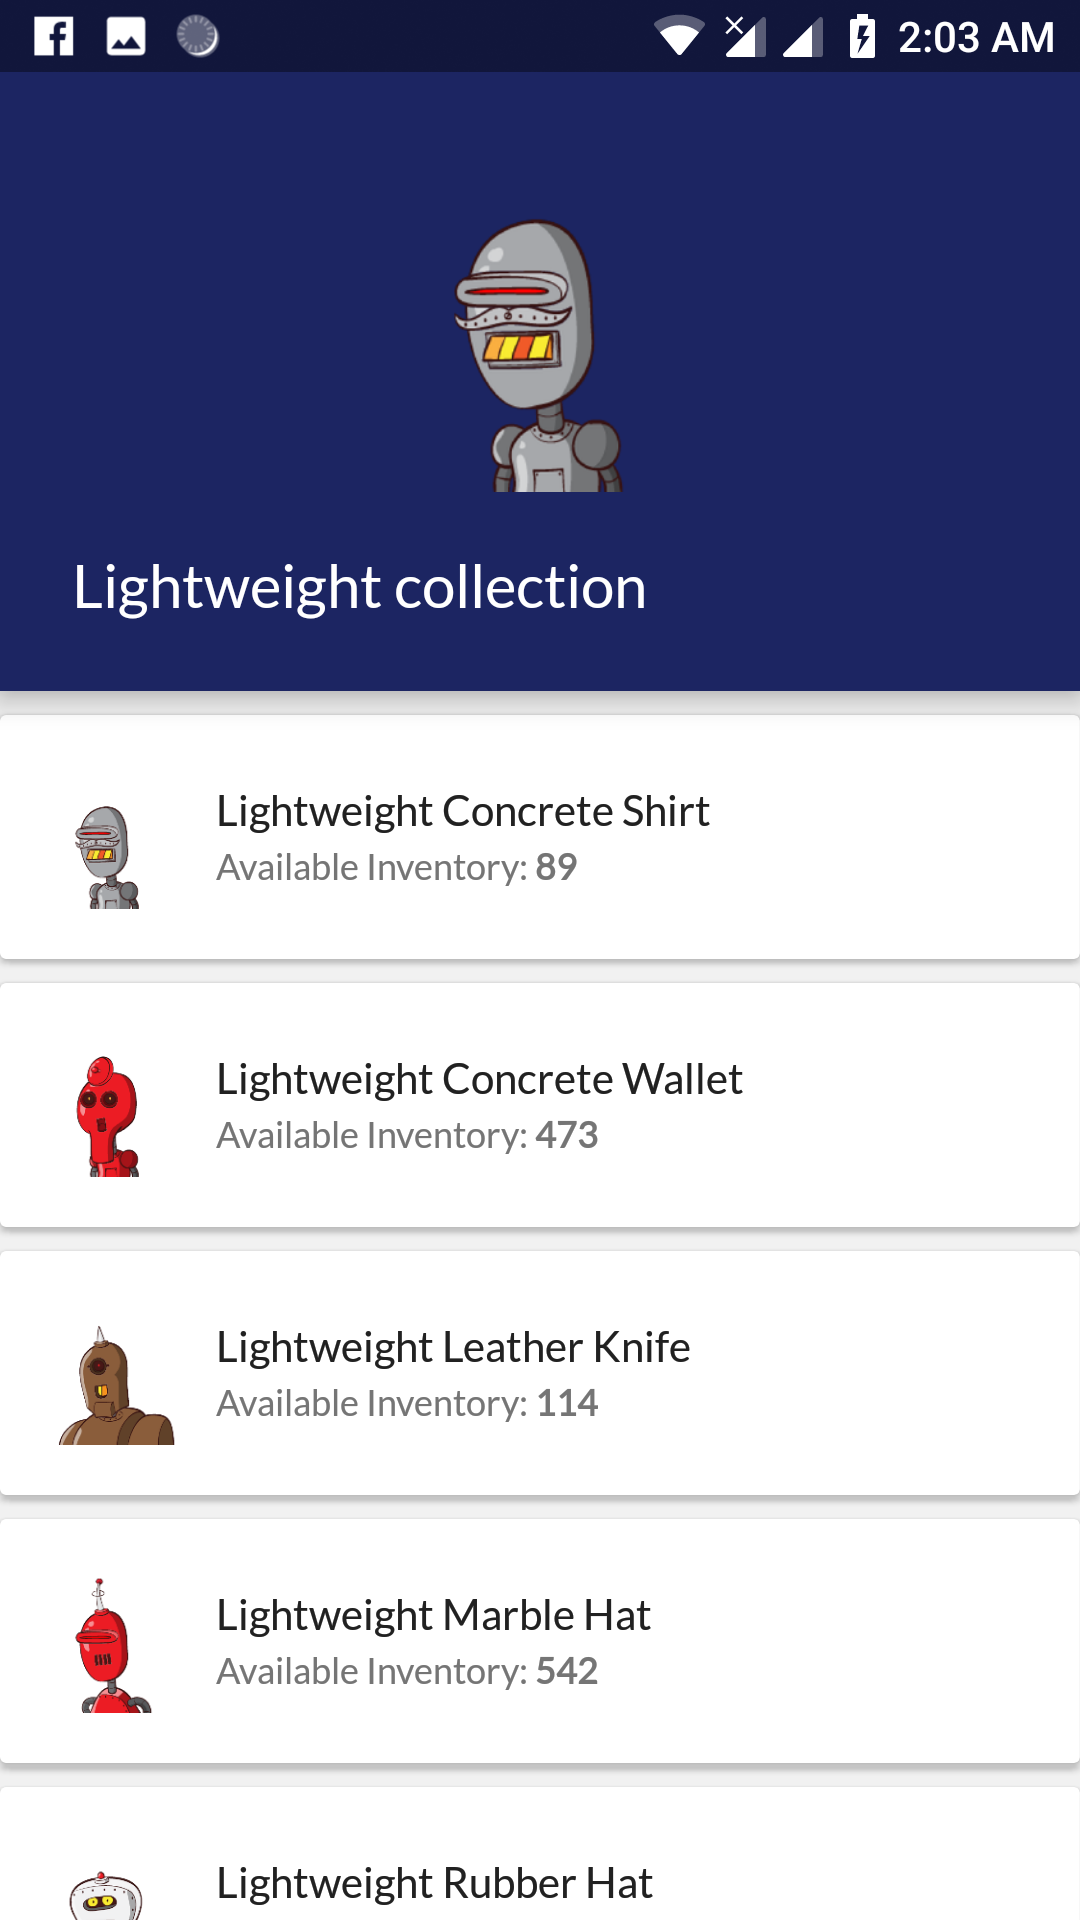 2:03 AM
Lightweight collection
Lightweight Concrete Shirt
Available Inventory: 89
Lightweight Concrete Wallet
Available Inventory: 473
Lightweight Leather Knife
Available Inventory: 114
Lightweight Marble Hat
Available Inventory: 542
Lightweight Rubber Hat